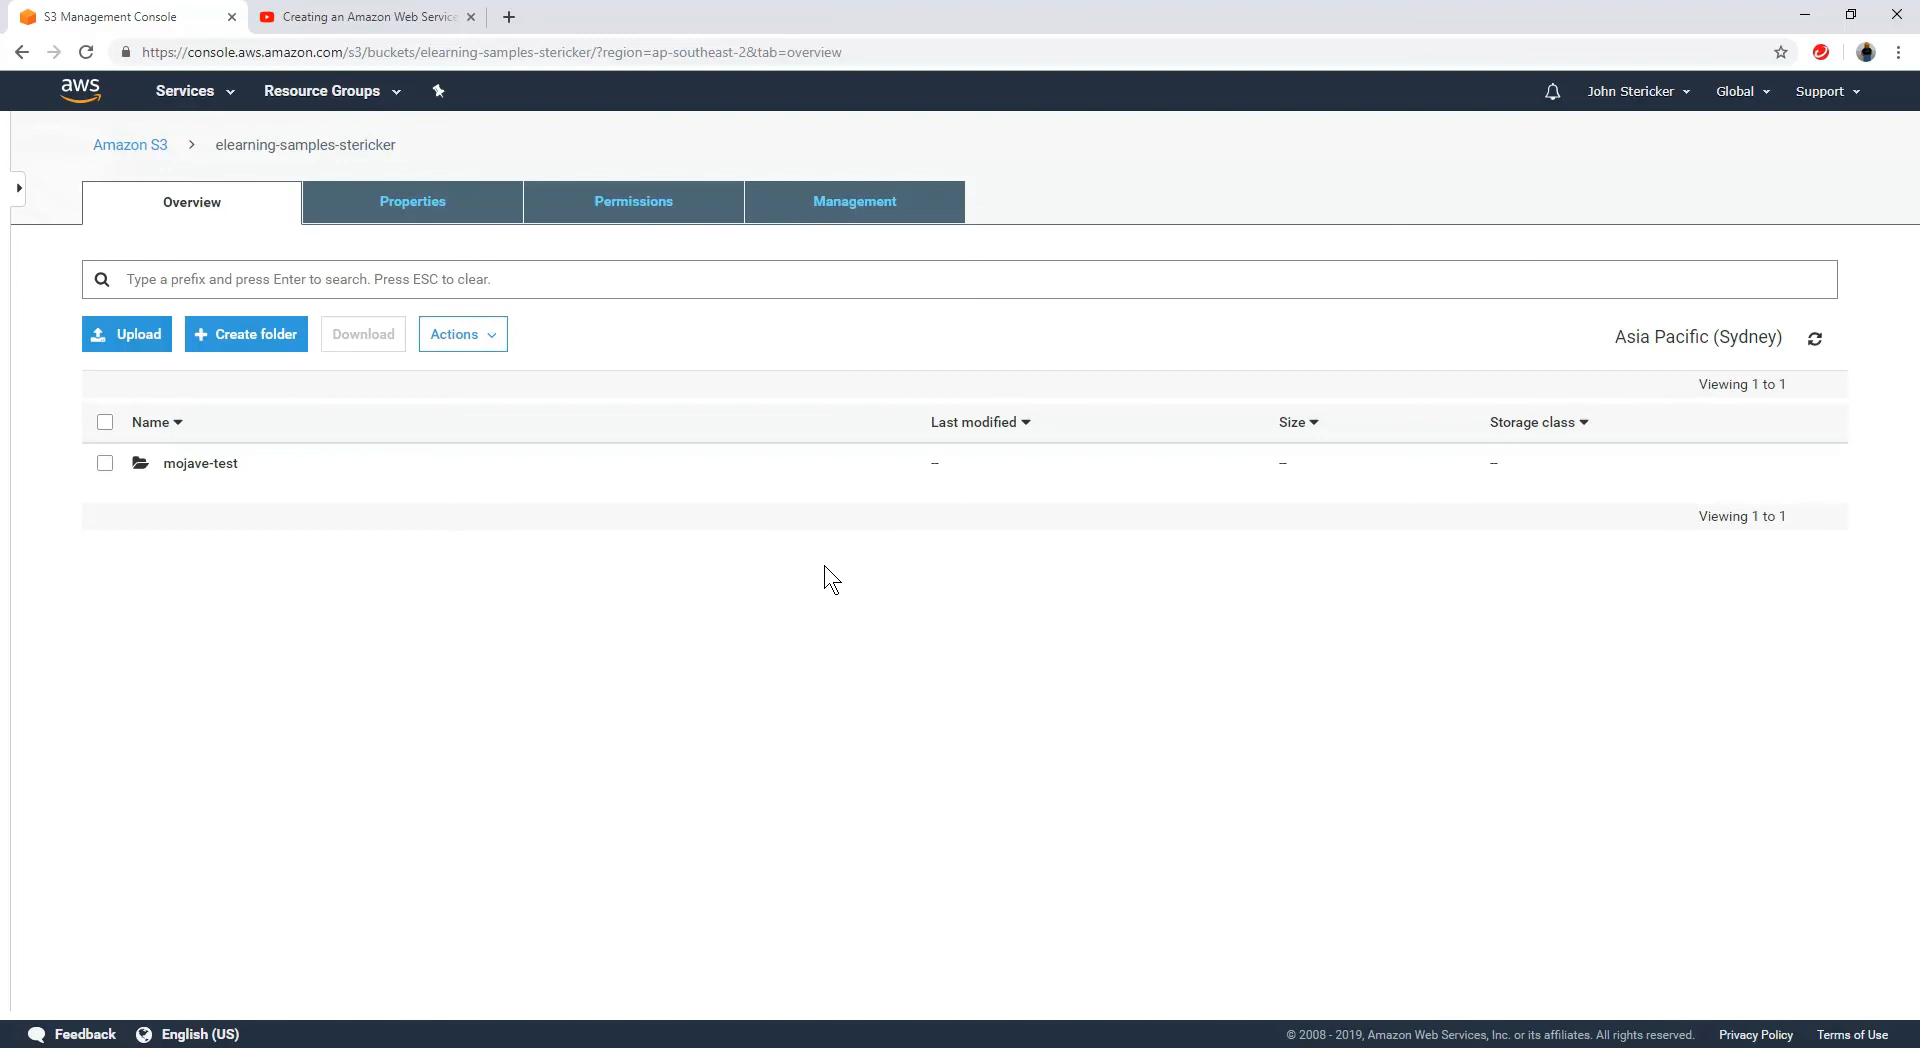 S3 Management Console
Creating an Amazon Web Service
https://console.aws.amazon.com/s3/buckets/elearning-samples-stericker/?region=ap-southeast-2&tab=overview
aws Services Resource Groups John Stericker Global Support
Amazon S3 elearning-samples-stericker
Overview Properties Permissions Management
Type a prefix and press Enter to search. Press ESC to clear.
Upload + Create folder Download Actions Asia Pacific (Sydney)
Viewing 1 to 1
Name Last modified Size Storage class
mojave-test -- -- --
Viewing 1 to 1
Feedback English (US) © 2008 - 2019, Amazon Web Services, Inc. or its affiliates. All rights reserved. Privacy Policy Terms of Use